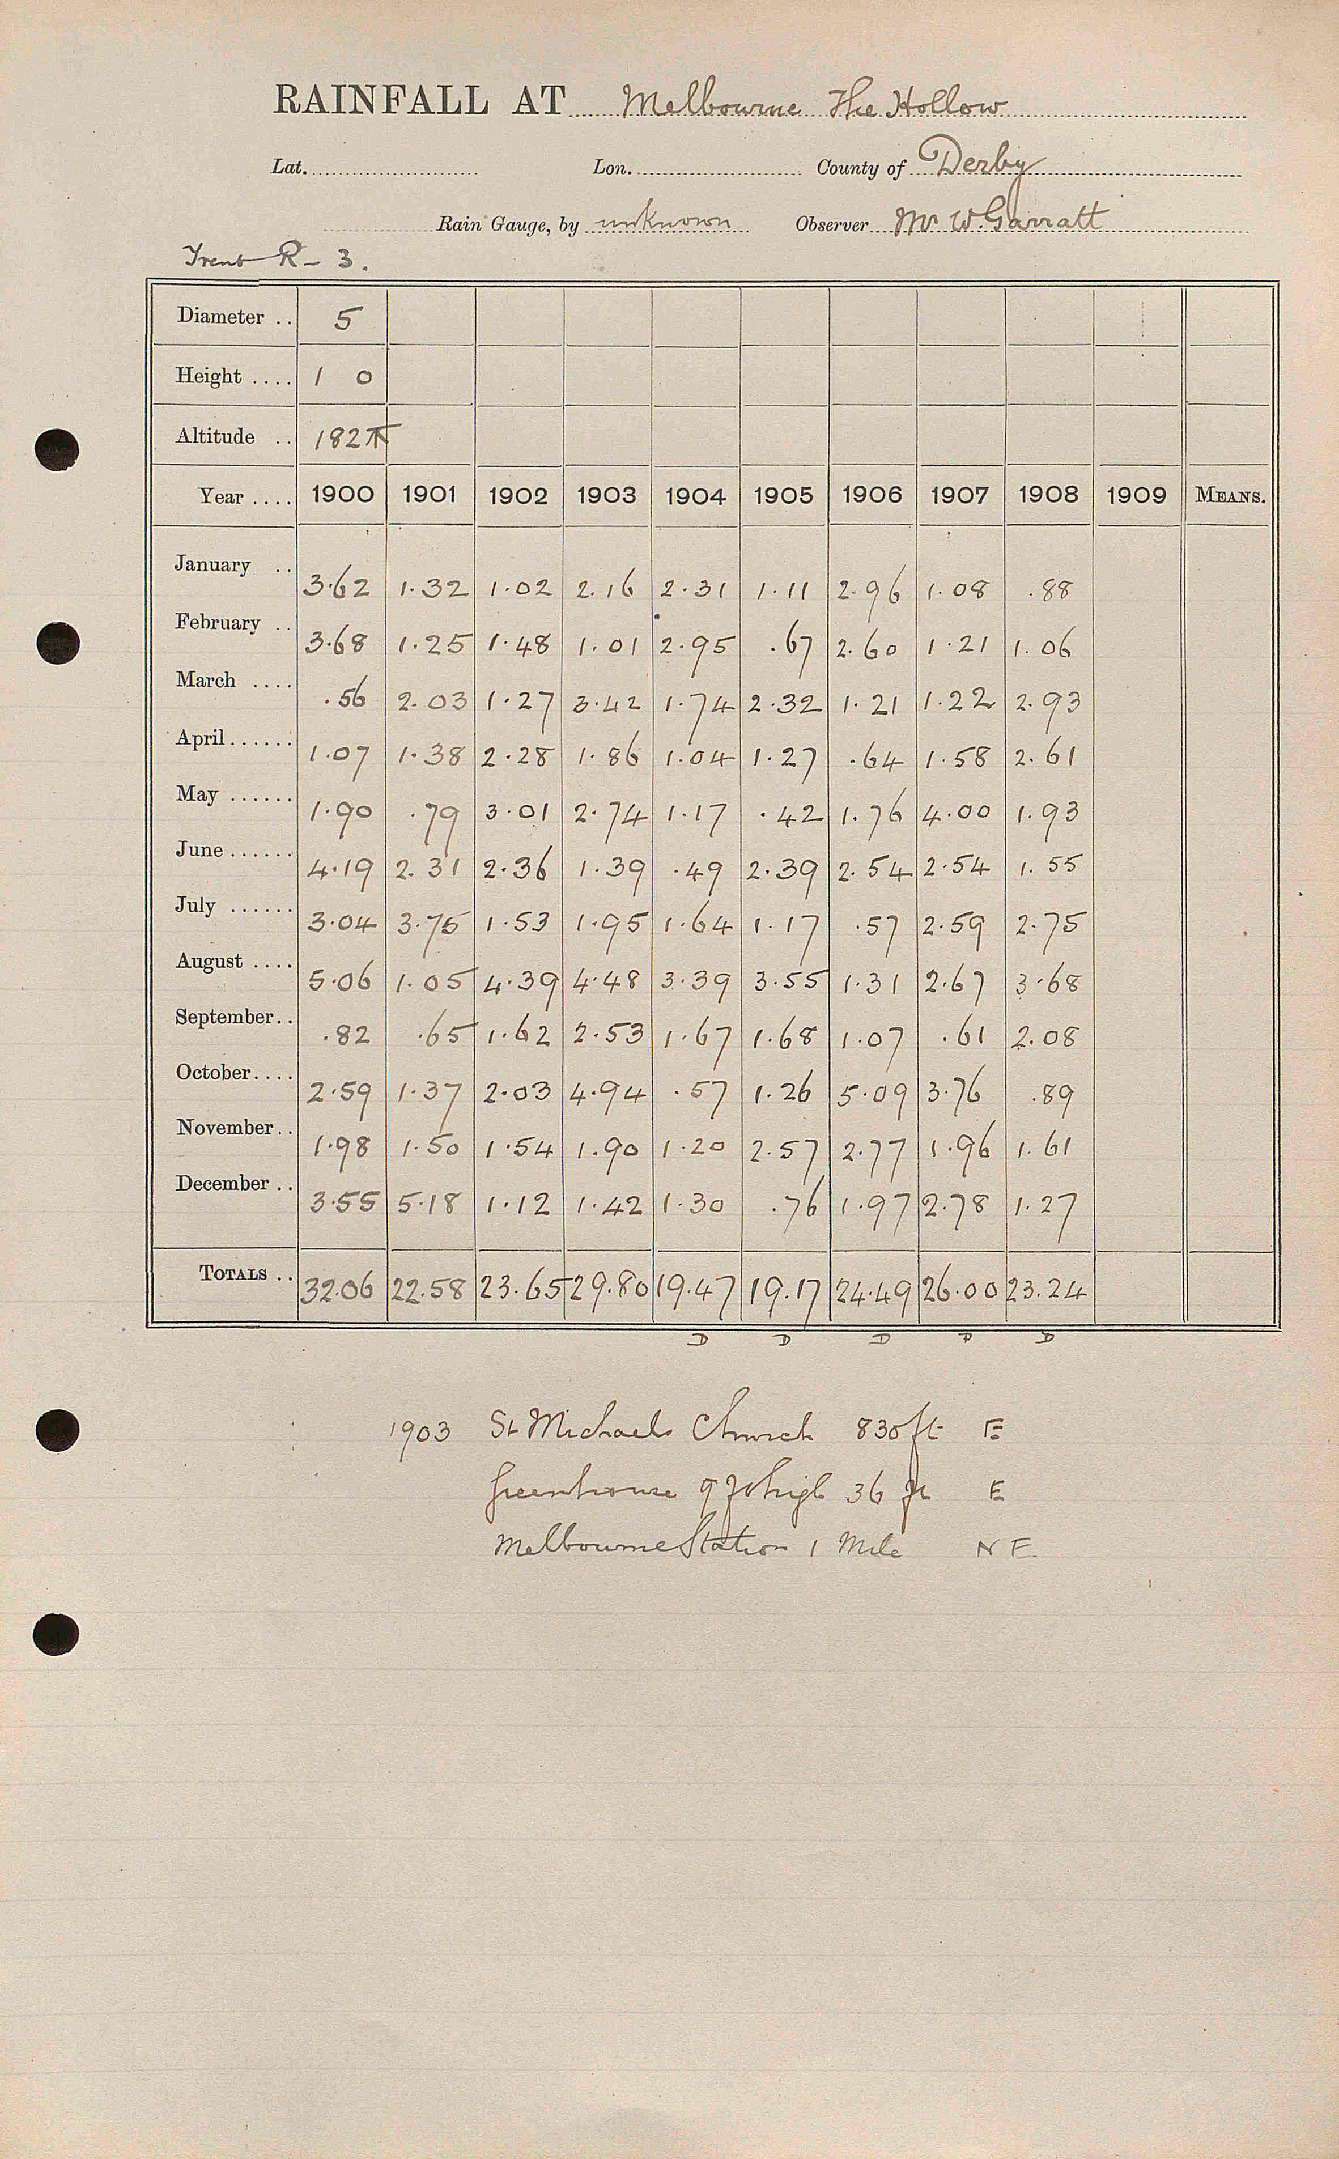 RAINFALL AT Melbourne The Hollow
Lat. Lon. County of Derby
Rain Gauge, by unknown Observer Mr W. Garratt
Trent R - 3.
Diameter .. 5
Height .... 1 0
Altitude .. 182 ft
Year .... 1900 1901 1902 1903 1904 1905 1906 1907 1908 1909 MEANS.
January .. 3.62 1.32 1.02 2.16 2.31 1.11 2.96 1.08 .88
February .. 3.68 1.25 1.48 1.01 2.95 .67 2.60 1.21 1.06
March .... .56 2.03 1.27 3.42 1.74 2.32 1.21 1.22 2.93
April ...... 1.07 1.38 2.28 1.86 1.04 1.27 .64 1.58 2.61
May ...... 1.90 .79 3.01 2.74 1.17 .42 1.76 4.00 1.93
June ...... 4.19 2.31 2.36 1.39 .49 2.39 2.54 2.54 1.55
July ...... 3.04 3.75 1.53 1.95 1.64 1.17 .57 2.59 2.75
August .... 5.06 1.05 4.39 4.48 3.39 3.55 1.31 2.67 3.68
September .. .82 .65 1.62 2.53 1.67 1.68 1.07 .61 2.08
October .... 2.59 1.37 2.03 4.94 .57 1.26 5.09 3.76 .89
November .. 1.98 1.50 1.54 1.90 1.20 2.57 2.77 1.96 1.61
December .. 3.55 5.18 1.12 1.42 1.30 .76 1.97 2.78 1.27
TOTALS .. 32.06 22.58 23.65 29.80 19.47 19.17 24.49 26.00 23.24
D D D D D
1903 St Michaels Church 830 ft E
Greenhouse 9 ft high 36 ft E
Melbourne Station 1 Mile NE